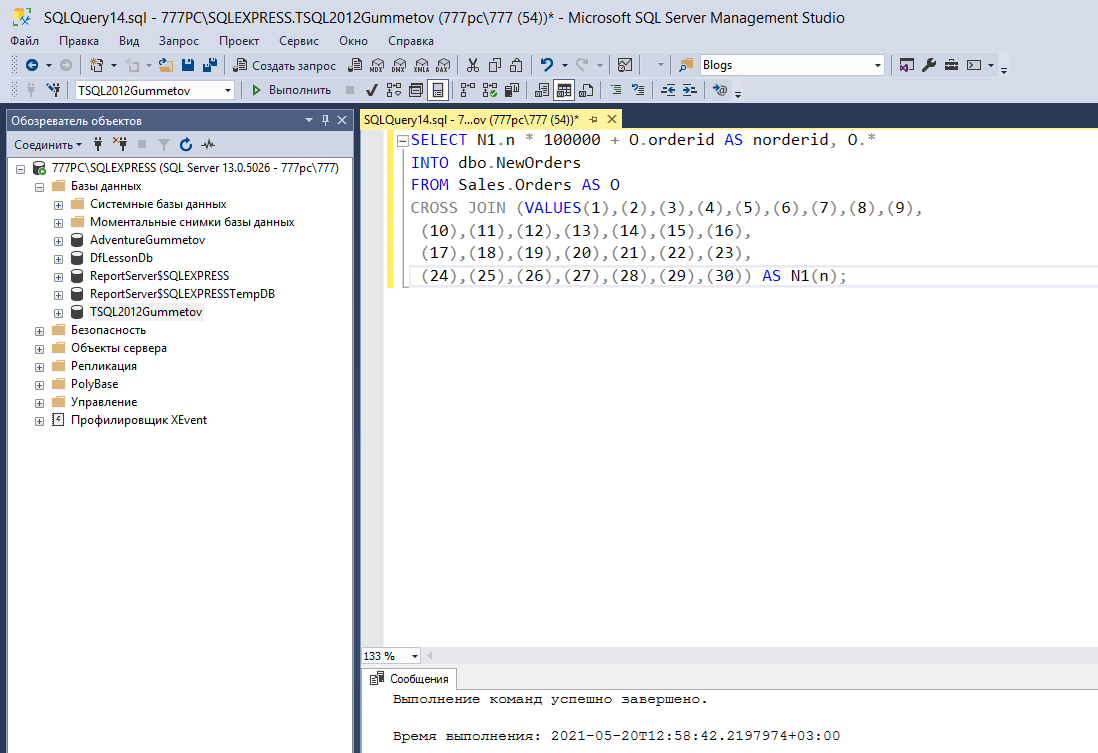 SQLQuery14.sql - 777PC\SQLEXPRESS.TSQL2012Gummetov (777pc\777 (54))* - Microsoft SQL Server Management Studio
Файл Правка Вид Запрос Проект Сервис Окно Справка
Создать запрос MDX DMX XMLA DAX Blogs
TSQL2012Gummetov Выполнить
Обозреватель объектов
Соединить
777PC\SQLEXPRESS (SQL Server 13.0.5026 - 777pc\777)
Базы данных
Системные базы данных
Моментальные снимки базы данных
AdventureGummetov
DfLessonDb
ReportServer$SQLEXPRESS
ReportServer$SQLEXPRESSTempDB
TSQL2012Gummetov
Безопасность
Объекты сервера
Репликация
PolyBase
Управление
Профилировщик XEvent
SQLQuery14.sql - 7...ov (777pc\777 (54))*
SELECT N1.n * 100000 + O.orderid AS norderid, O.*
INTO dbo.NewOrders
FROM Sales.Orders AS O
CROSS JOIN (VALUES(1),(2),(3),(4),(5),(6),(7),(8),(9),
(10),(11),(12),(13),(14),(15),(16),
(17),(18),(19),(20),(21),(22),(23),
(24),(25),(26),(27),(28),(29),(30)) AS N1(n);
133 %
Сообщения
Выполнение команд успешно завершено.
Время выполнения: 2021-05-20T12:58:42.2197974+03:00